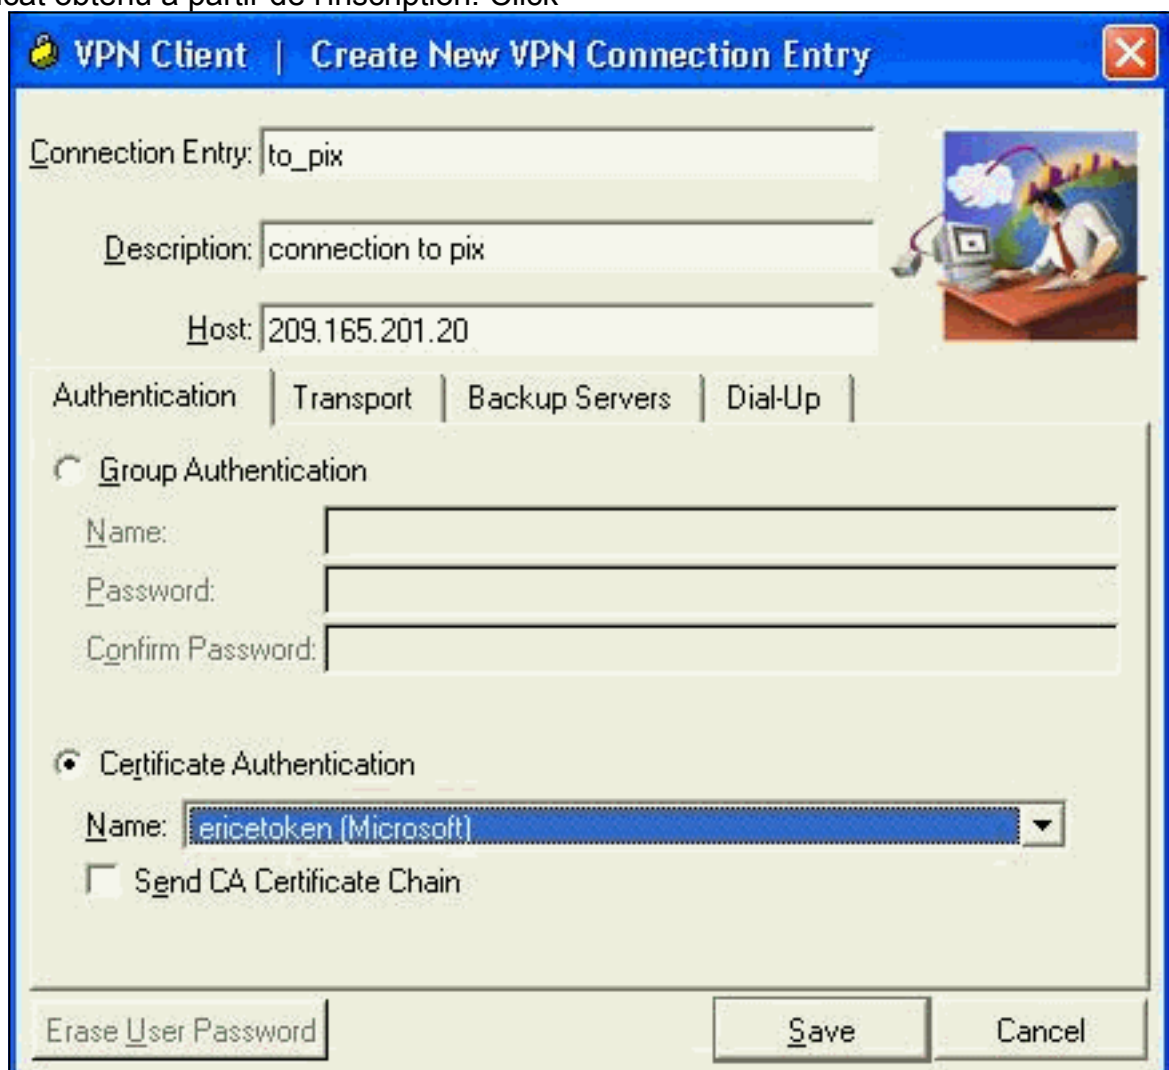 obtenu à partir de l'inscription. Click
VPN Client | Create New VPN Connection Entry
Connection Entry: to_pix
Description: connection to pix
Host: 209.165.201.20
Authentication | Transport | Backup Servers | Dial-Up |
Group Authentication
Name:
Password:
Confirm Password:
Certificate Authentication
Name: ericetoken (Microsoft)
Send CA Certificate Chain
Erase User Password Save Cancel